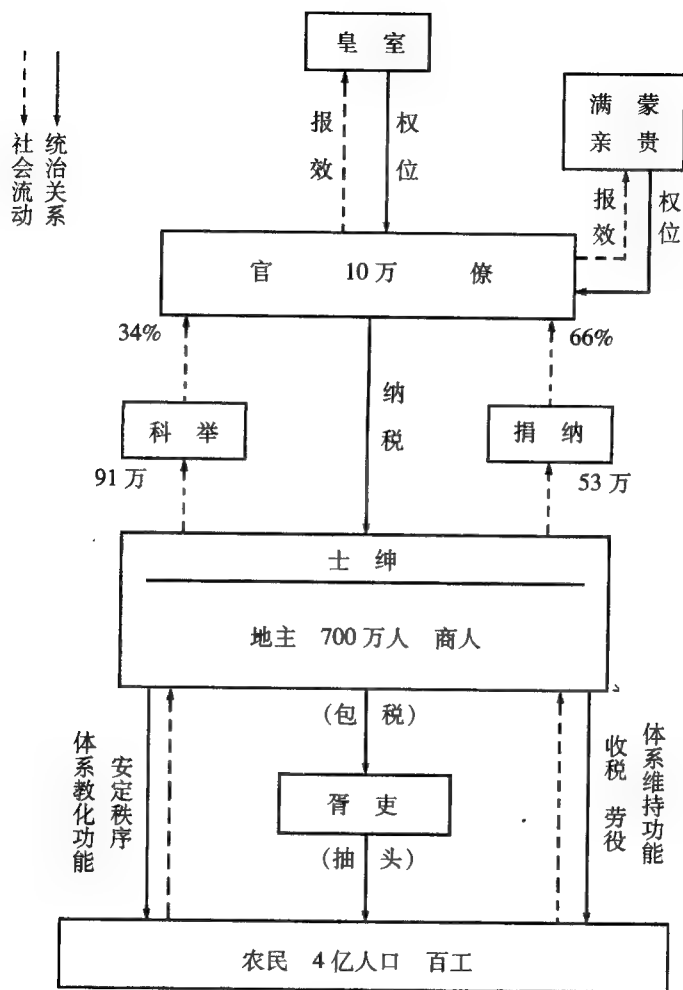 皇 室
满 蒙
亲 贵
统治关系
社会流动
报效
权位
报效
权位
官 10万 僚
34%
66%
纳税
科 举
捐 纳
91万
53万
士 绅
地主 700万人 商人
(包 税)
安定秩序
体系教化功能
体系维持功能
收税 劳役
胥 吏
(抽 头)
农民 4亿人口 百工